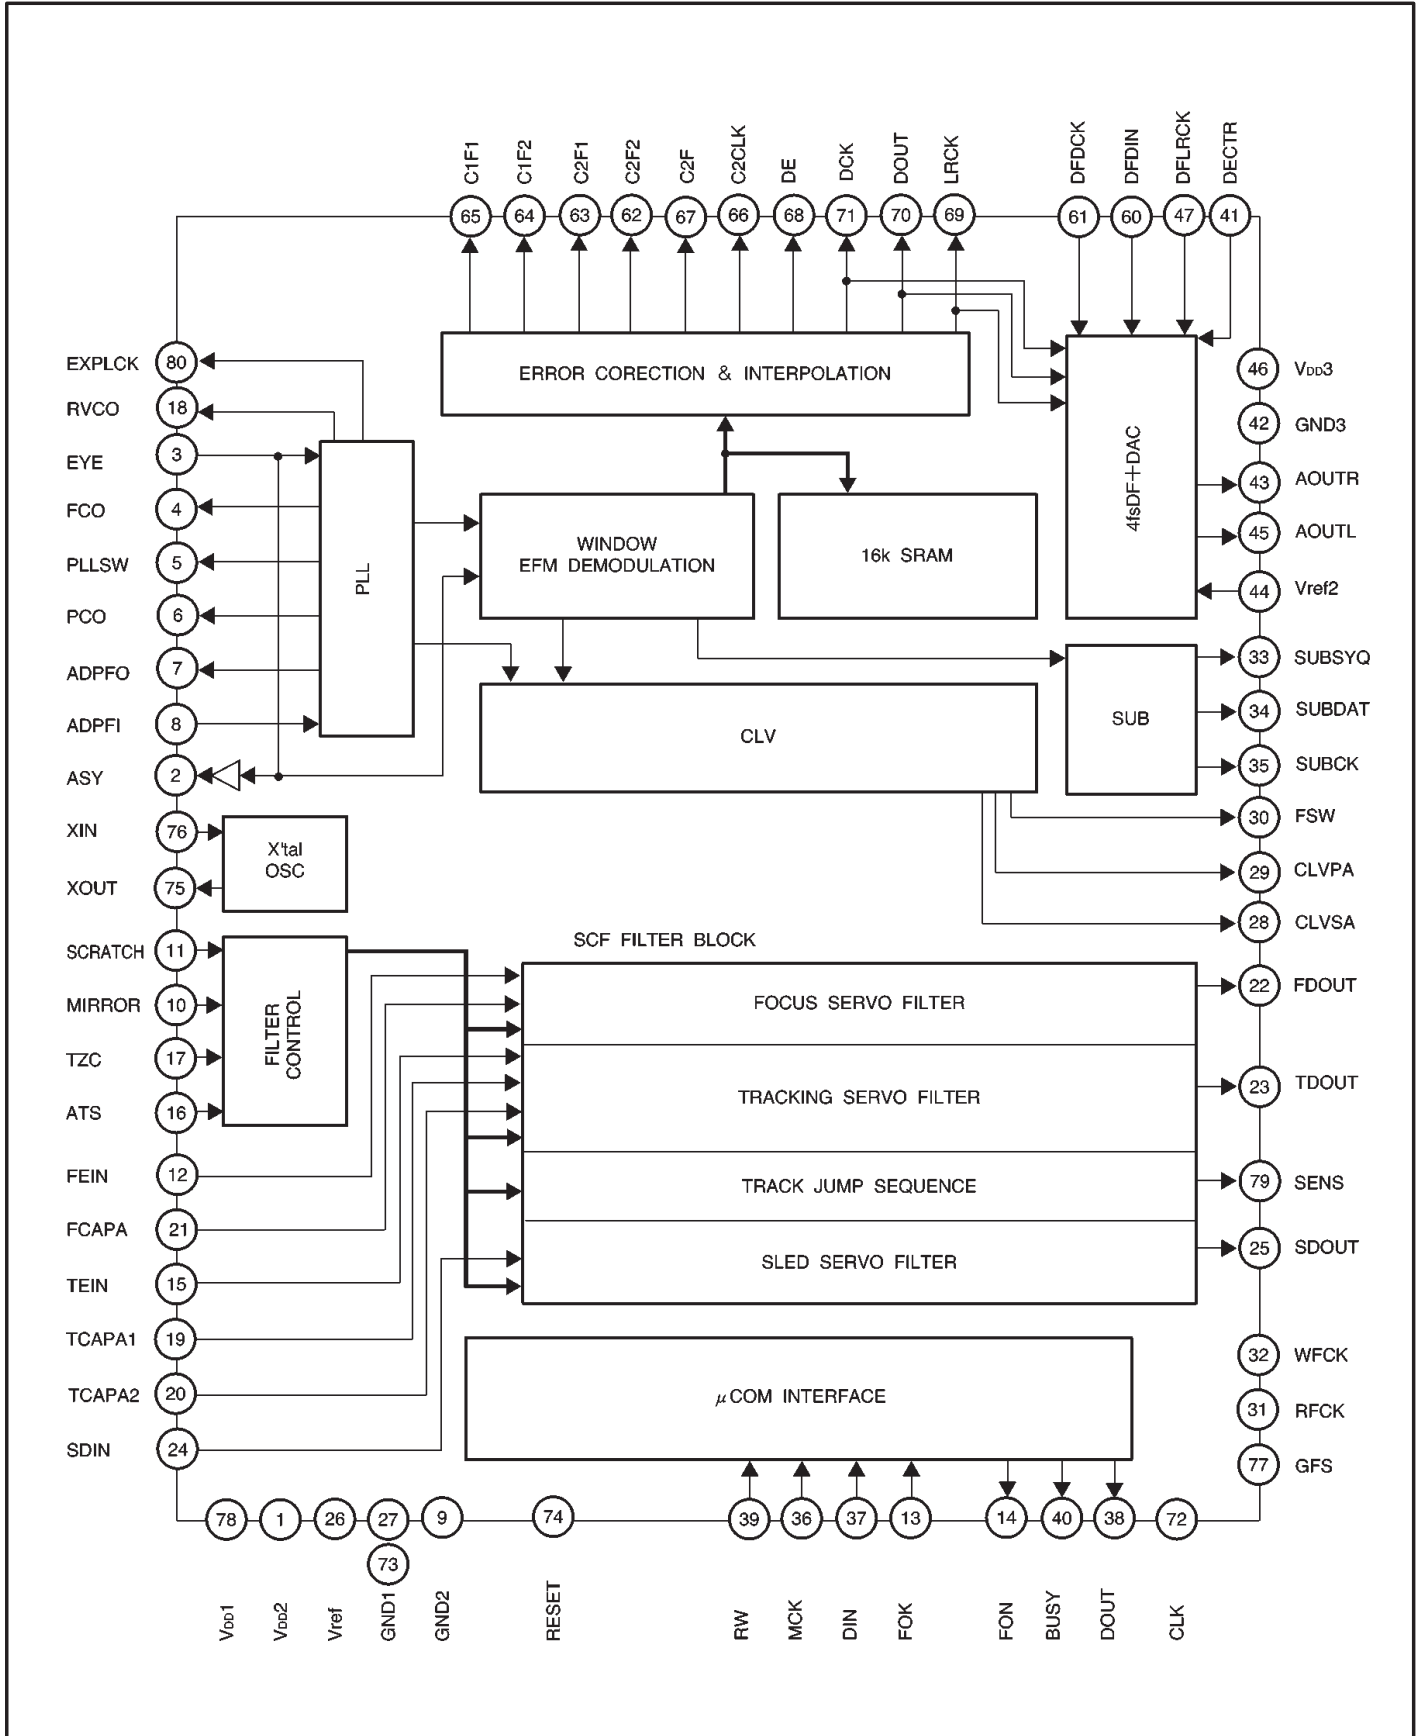 C1F1
C1F2
C2F1
C2F2
C2F
C2CLK
DE
DCK
DOUT
LRCK
DFDCK
DFDIN
DFLRCK
DECTR
65
64
63
62
67
66
68
71
70
69
61
60
47
41
EXPLCK 80
RVCO 18
EYE 3
FCO 4
PLLSW 5
PCO 6
ADPFO 7
ADPFI 8
ASY 2
XIN 76
XOUT 75
SCRATCH 11
MIRROR 10
TZC 17
ATS 16
FEIN 12
FCAPA 21
TEIN 15
TCAPA1 19
TCAPA2 20
SDIN 24
ERROR CORECTION & INTERPOLATION
PLL
WINDOW
EFM DEMODULATION
16k SRAM
4fsDF+DAC
CLV
SUB
X'tal
OSC
FILTER
CONTROL
SCF FILTER BLOCK
FOCUS SERVO FILTER
TRACKING SERVO FILTER
TRACK JUMP SEQUENCE
SLED SERVO FILTER
μCOM INTERFACE
46 VDD3
42 GND3
43 AOUTR
45 AOUTL
44 Vref2
33 SUBSYQ
34 SUBDAT
35 SUBCK
30 FSW
29 CLVPA
28 CLVSA
22 FDOUT
23 TDOUT
79 SENS
25 SDOUT
32 WFCK
31 RFCK
77 GFS
78
1
26
27
73
9
74
39
36
37
13
14
40
38
72
VDD1
VDD2
Vref
GND1
GND2
RESET
RW
MCK
DIN
FOK
FON
BUSY
DOUT
CLK